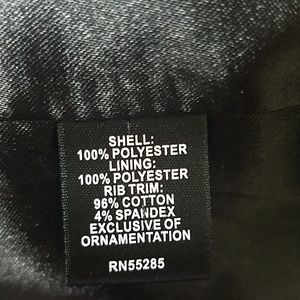 SHELL:
100% POLYESTER
LINING:
100% POLYESTER
RIB TRIM:
96% COTTON
4% SPANDEX
EXCLUSIVE OF
ORNAMENTATION
RN55285